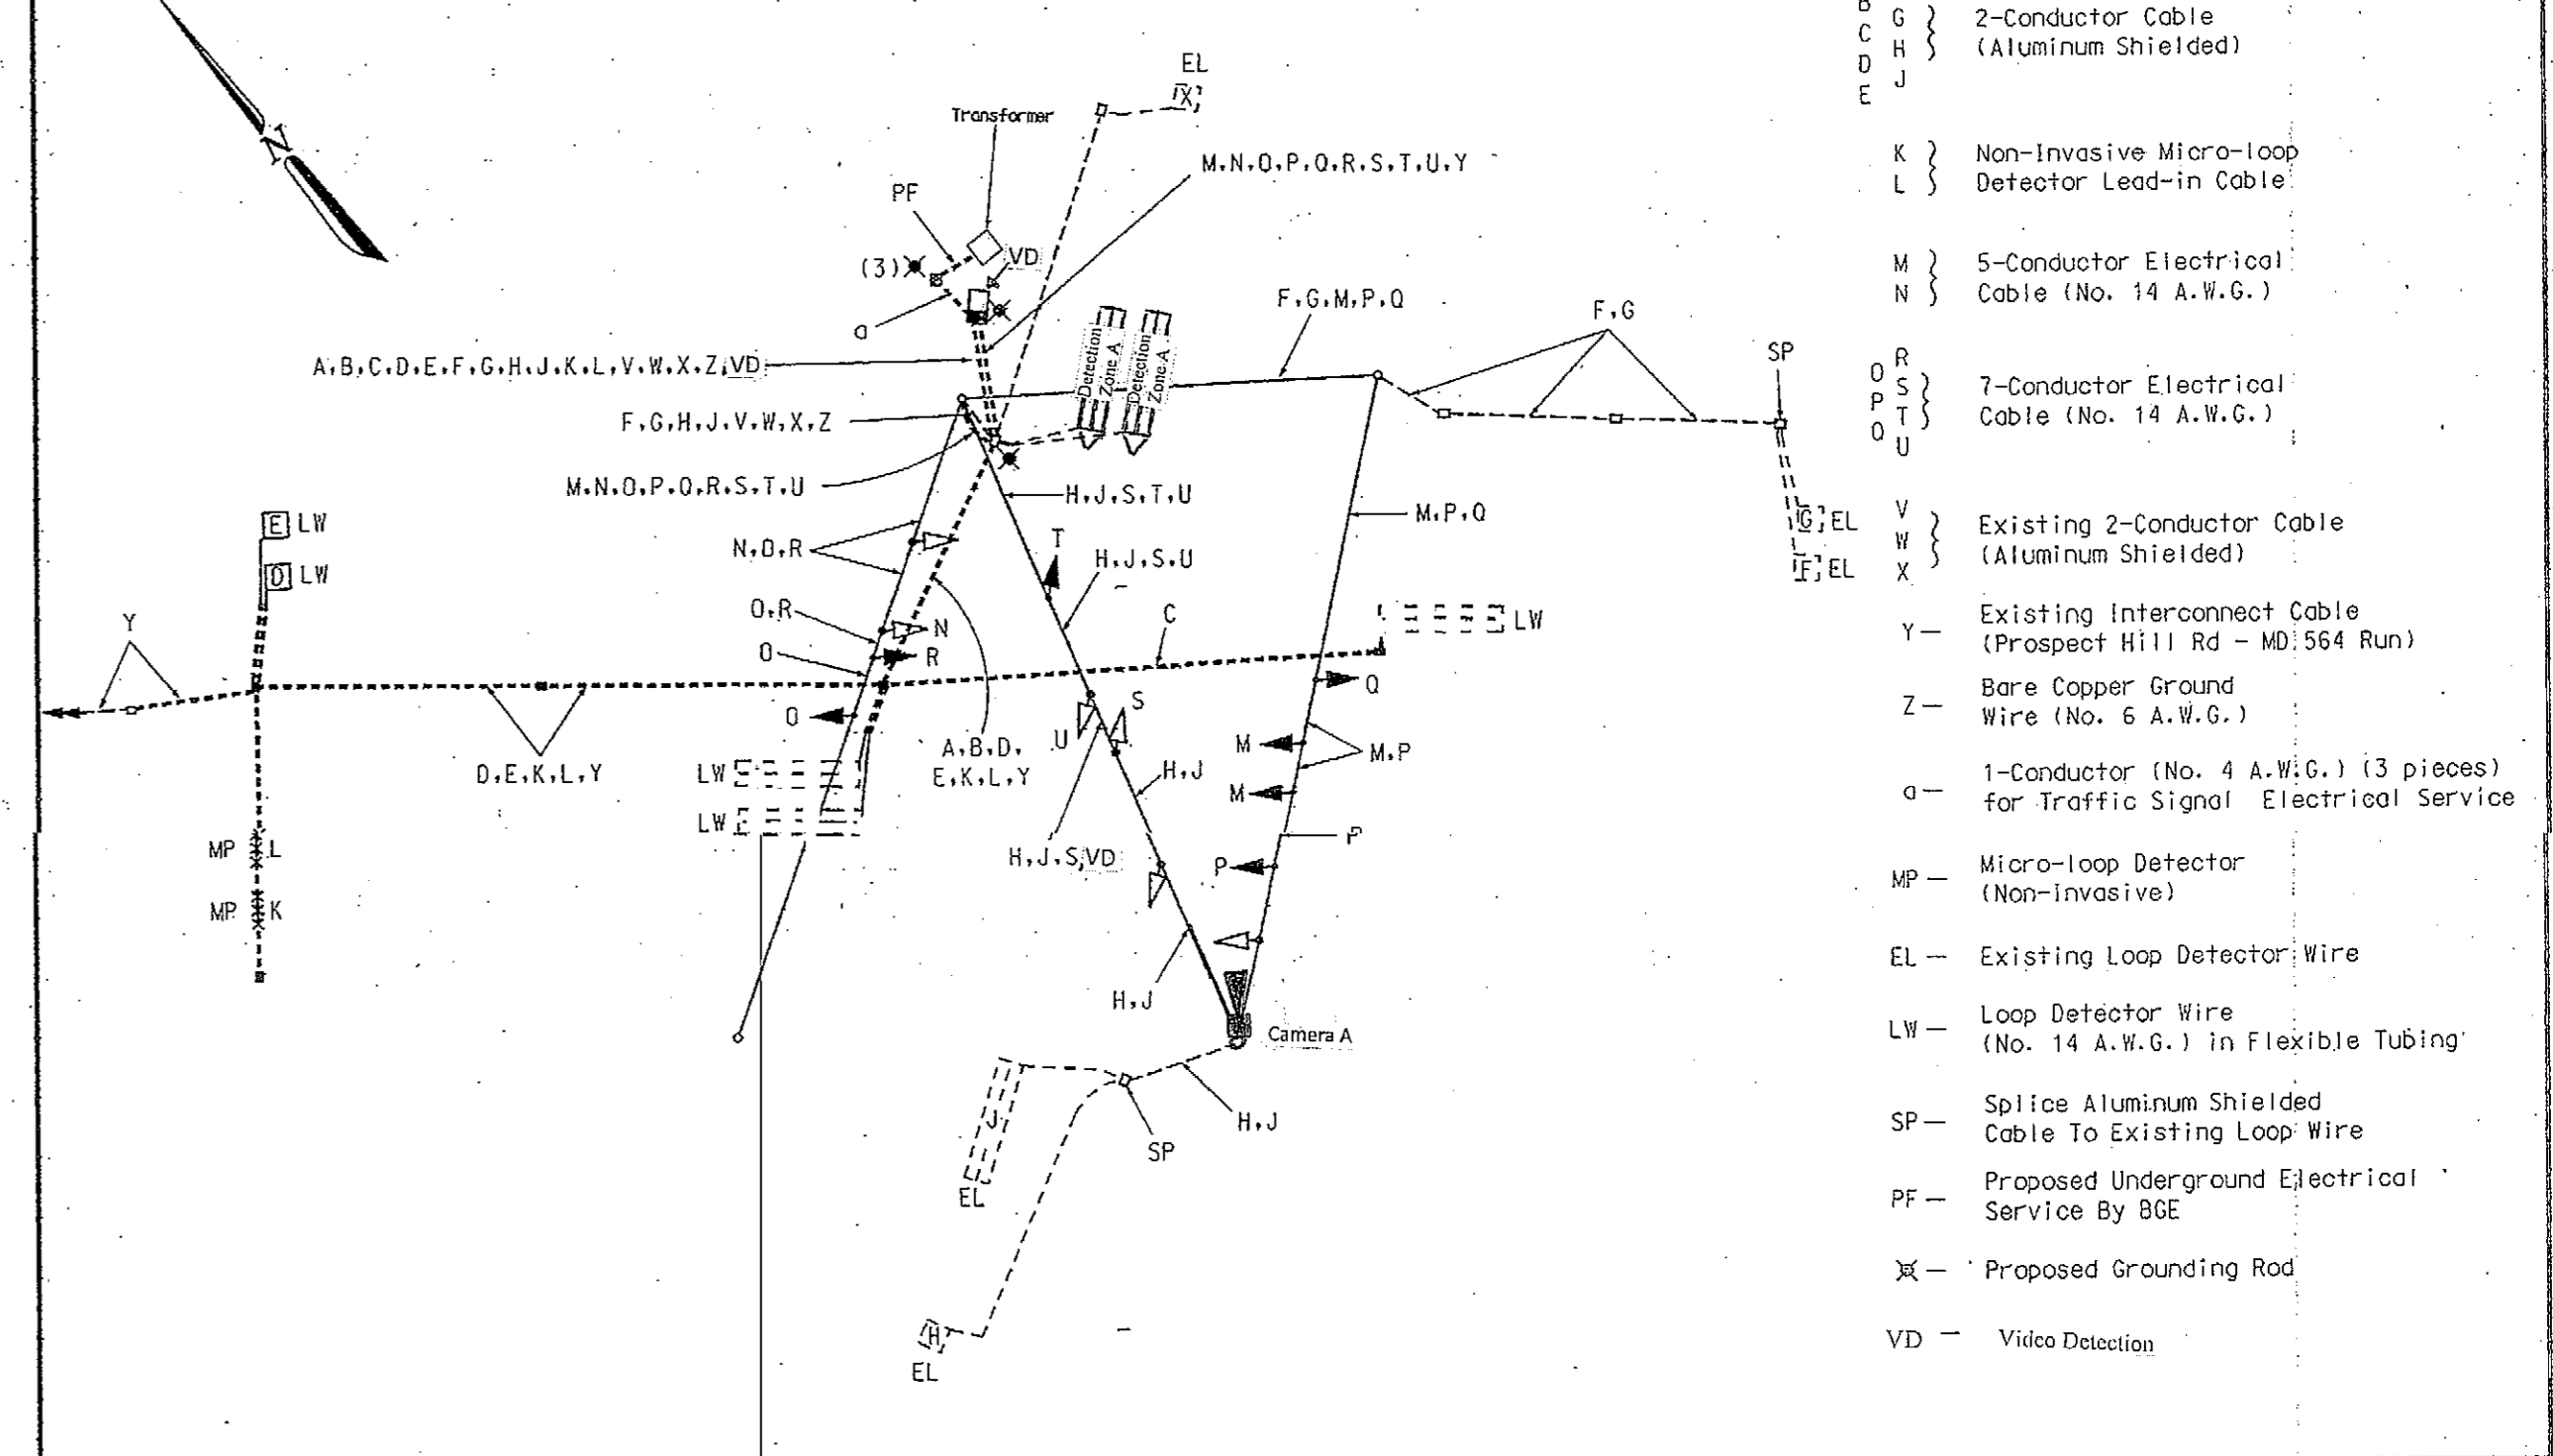 N
EL
X
Transformer
M,N,O,P,Q,R,S,T,U,Y
PF
VD
(3)
a
A,B,C,D,E,F,G,H,J,K,L,V,W,X,Z,VD
Detection Zone A
Detection Zone A
F,G,M,P,Q
F,G
SP
F,G,H,J,V,W,X,Z
M,N,O,P,Q,R,S,T,U
H,J,S,T,U
M,P,Q
G EL
F EL
E LW
D LW
N,O,R
T
H,J,S,U
O,R
N
C
LW
Y
O
R
Q
O
S
U
M
M,P
A,B,D,
E,K,L,Y
D,E,K,L,Y
LW
H,J
M
LW
P
H,J,S,VD
P
MP L
MP K
H,J
Camera A
J
H,J
SP
EL
H
EL
B
C
D
E
G
H
J
2-Conductor Cable
(Aluminum Shielded)
K
L
Non-Invasive Micro-loop
Detector Lead-in Cable
M
N
5-Conductor Electrical
Cable (No. 14 A.W.G.)
O
P
Q
R
S
T
U
7-Conductor Electrical
Cable (No. 14 A.W.G.)
V
W
X
Existing 2-Conductor Cable
(Aluminum Shielded)
Y — Existing Interconnect Cable
(Prospect Hill Rd - MD 564 Run)
Z — Bare Copper Ground
Wire (No. 6 A.W.G.)
a — 1-Conductor (No. 4 A.W.G.) (3 pieces)
for Traffic Signal Electrical Service
MP — Micro-loop Detector
(Non-invasive)
EL — Existing Loop Detector Wire
LW — Loop Detector Wire
(No. 14 A.W.G.) in Flexible Tubing
SP — Splice Aluminum Shielded
Cable To Existing Loop Wire
PF — Proposed Underground Electrical
Service By BGE
— Proposed Grounding Rod
VD — Video Detection